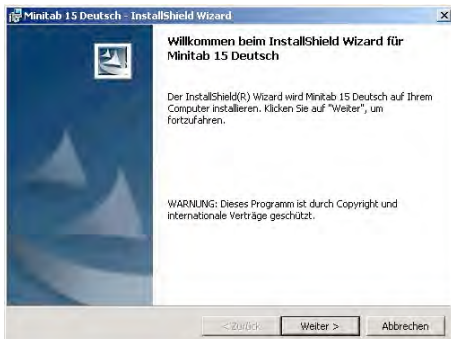 Minitab 15 Deutsch - InstallShield Wizard
Willkommen beim InstallShield Wizard für
Minitab 15 Deutsch
Der InstallShield(R) Wizard wird Minitab 15 Deutsch auf Ihrem
Computer installieren. Klicken Sie auf "Weiter", um
fortzufahren.
WARNUNG: Dieses Programm ist durch Copyright und
internationale Verträge geschützt.
< Zurück
Weiter >
Abbrechen